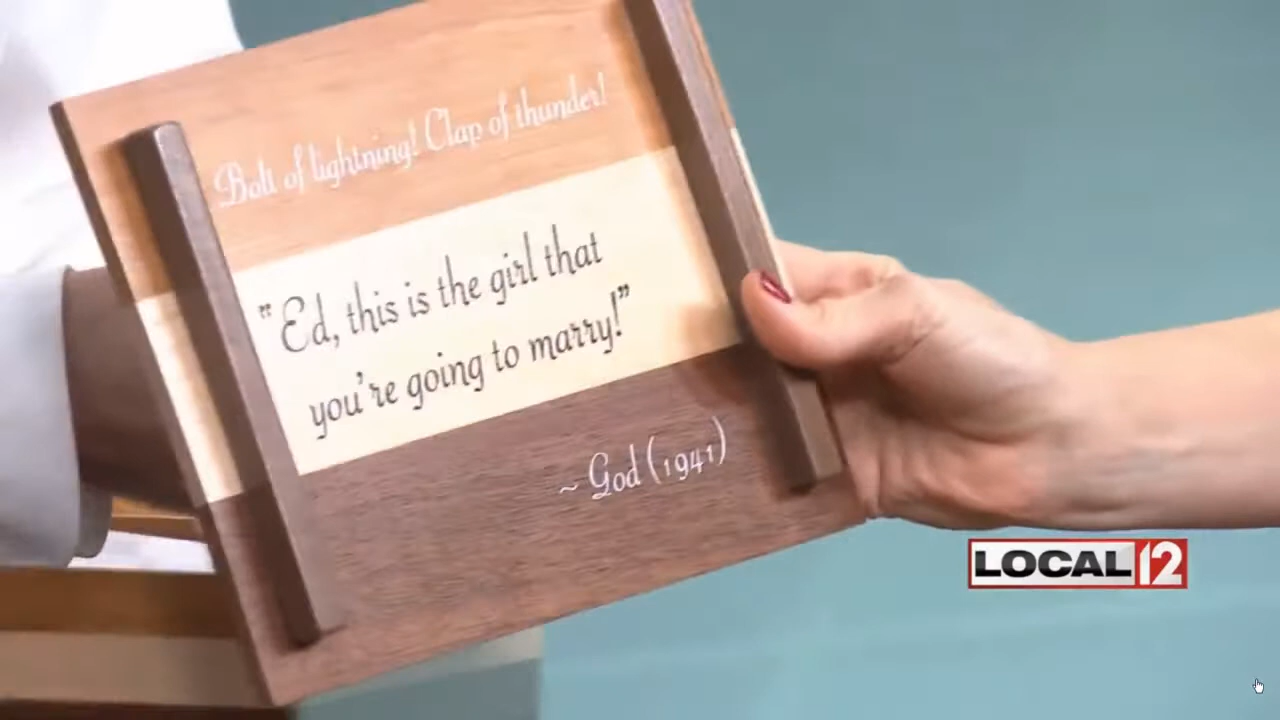 Bolt of lightning! Clap of thunder!
"Ed, this is the girl that
you're going to marry!"
~ God (1941)
LOCAL 12